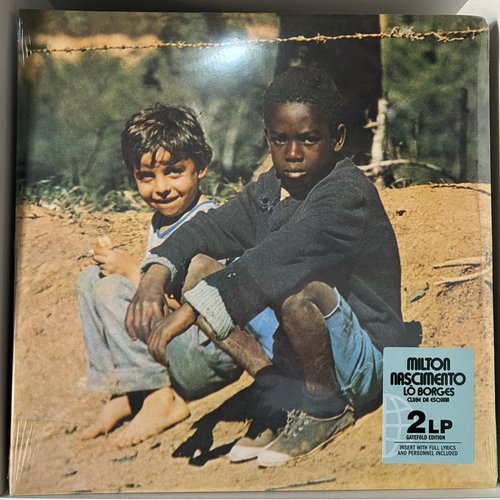 MILTON
NASCIMENTO
LÔ BORGES
CLUBE DA ESQUINA
2LP
GATEFOLD EDITION
INSERT WITH FULL LYRICS
AND PERSONNEL INCLUDED